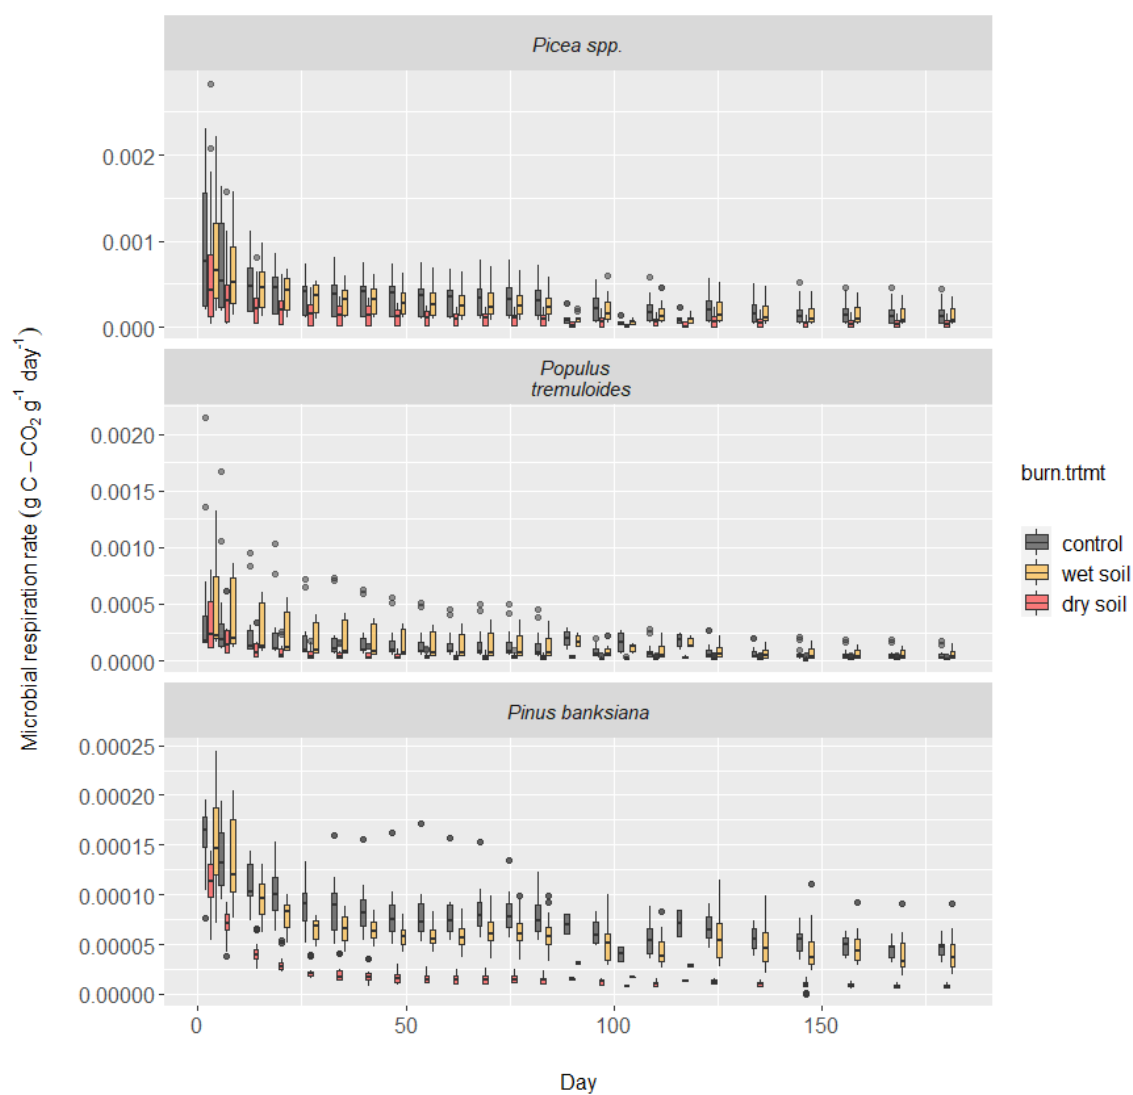 Picea spp.
0.002
0.001
0.000
Populus
tremuloides
0.0020
0.0015
0.0010
0.0005
0.0000
Pinus banksiana
0.00025
0.00020
0.00015
0.00010
0.00005
0.00000
0 50 100 150
Day
Microbial respiration rate (g C − CO₂ g⁻¹ day⁻¹)
burn.trtmt
control
wet soil
dry soil